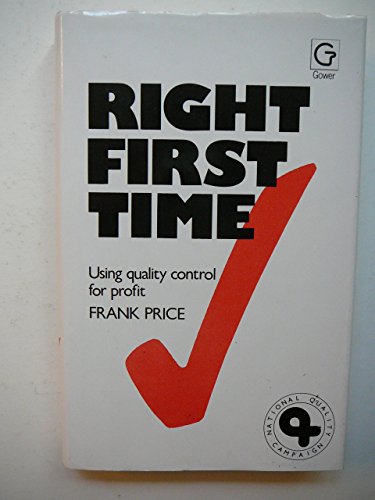 Gower
RIGHT
FIRST
TIME
Using quality control
for profit
FRANK PRICE
NATIONAL QUALITY
CAMPAIGN